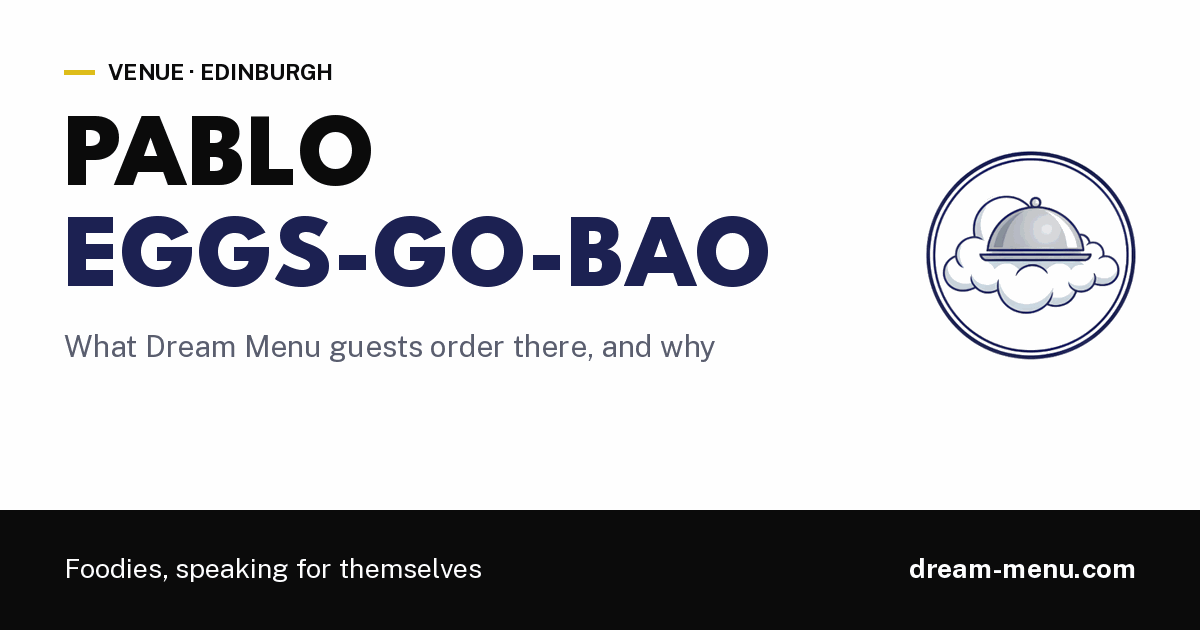 VENUE · EDINBURGH
PABLO
EGGS-GO-BAO
What Dream Menu guests order there, and why
Foodies, speaking for themselves
dream-menu.com